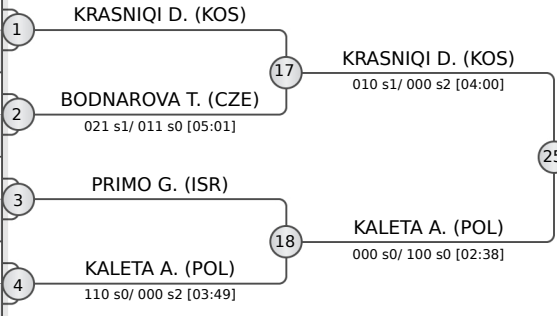 KRASNIQI D. (KOS)
1
17
KRASNIQI D. (KOS)
010 s1/ 000 s2 [04:00]
BODNAROVA T. (CZE)
2
021 s1/ 011 s0 [05:01]
25
PRIMO G. (ISR)
3
18
KALETA A. (POL)
000 s0/ 100 s0 [02:38]
KALETA A. (POL)
4
110 s0/ 000 s2 [03:49]